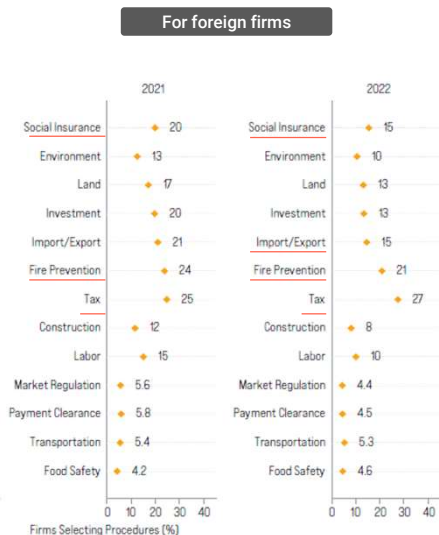 For foreign firms
2021
Social Insurance 20
Environment 13
Land 17
Investment 20
Import/Export 21
Fire Prevention 24
Tax 25
Construction 12
Labor 15
Market Regulation 5.6
Payment Clearance 5.8
Transportation 5.4
Food Safety 4.2
0 10 20 30 40
Firms Selecting Procedures (%)
2022
Social Insurance 15
Environment 10
Land 13
Investment 13
Import/Export 15
Fire Prevention 21
Tax 27
Construction 8
Labor 10
Market Regulation 4.4
Payment Clearance 4.5
Transportation 5.3
Food Safety 4.6
0 10 20 30 40